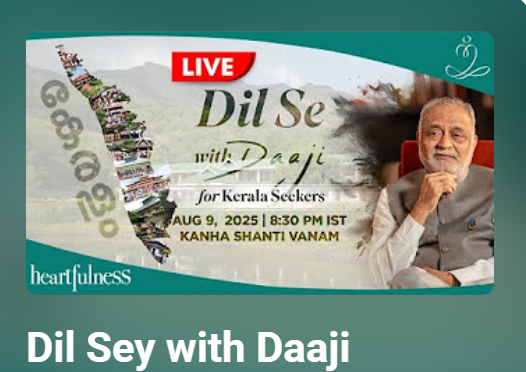 LIVE
Dil Se
with Daaji
for Kerala Seekers
AUG 9, 2025 | 8:30 PM IST
KANHA SHANTI VANAM
കേരളം
heartfulness
Dil Sey with Daaji